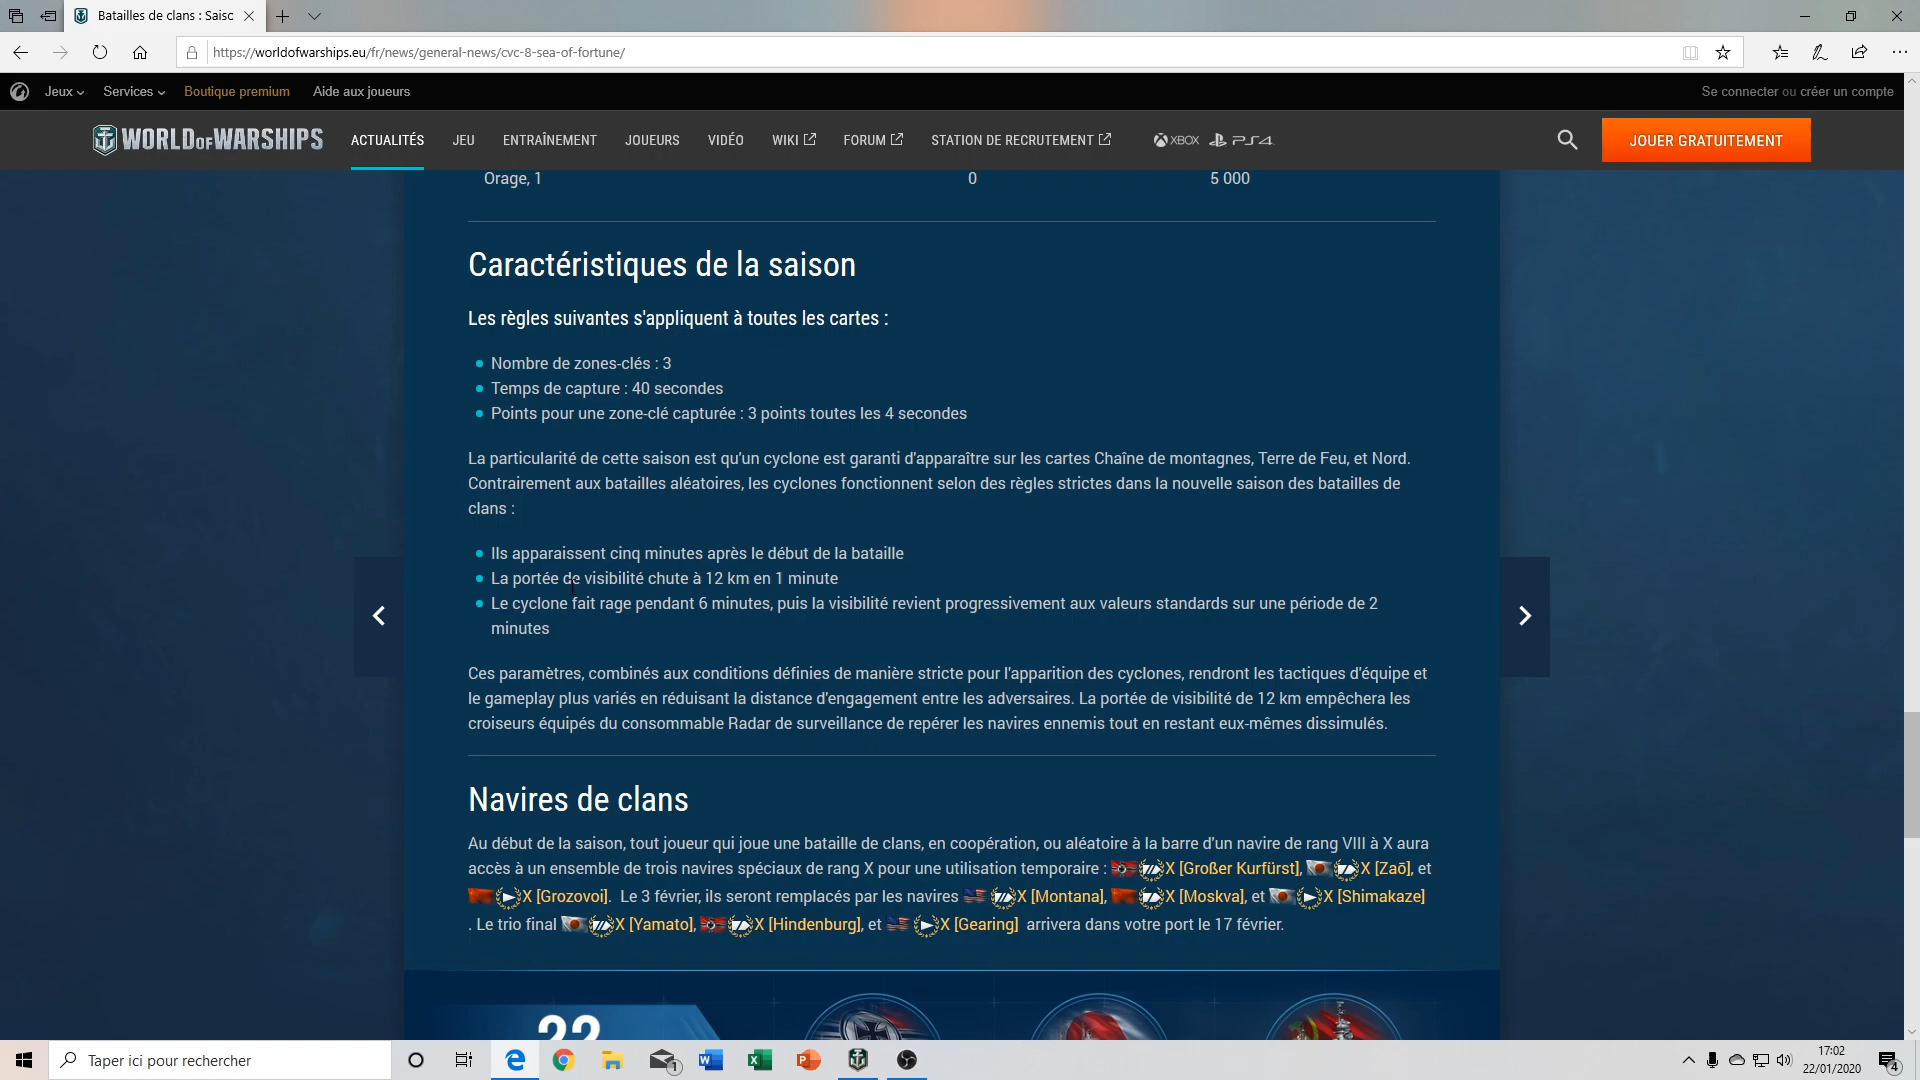 Batailles de clans : Saisc
https://worldofwarships.eu/fr/news/general-news/cvc-8-sea-of-fortune/
Jeux Services Boutique premium Aide aux joueurs Se connecter ou créer un compte
WORLD OF WARSHIPS ACTUALITÉS JEU ENTRAÎNEMENT JOUEURS VIDÉO WIKI FORUM STATION DE RECRUTEMENT XBOX PS4 JOUER GRATUITEMENT
Orage, 1 0 5 000
Caractéristiques de la saison
Les règles suivantes s'appliquent à toutes les cartes :
Nombre de zones-clés : 3
Temps de capture : 40 secondes
Points pour une zone-clé capturée : 3 points toutes les 4 secondes
La particularité de cette saison est qu'un cyclone est garanti d'apparaître sur les cartes Chaîne de montagnes, Terre de Feu, et Nord.
Contrairement aux batailles aléatoires, les cyclones fonctionnent selon des règles strictes dans la nouvelle saison des batailles de
clans :
Ils apparaissent cinq minutes après le début de la bataille
La portée de visibilité chute à 12 km en 1 minute
Le cyclone fait rage pendant 6 minutes, puis la visibilité revient progressivement aux valeurs standards sur une période de 2
minutes
Ces paramètres, combinés aux conditions définies de manière stricte pour l'apparition des cyclones, rendront les tactiques d'équipe et
le gameplay plus variés en réduisant la distance d'engagement entre les adversaires. La portée de visibilité de 12 km empêchera les
croiseurs équipés du consommable Radar de surveillance de repérer les navires ennemis tout en restant eux-mêmes dissimulés.
Navires de clans
Au début de la saison, tout joueur qui joue une bataille de clans, en coopération, ou aléatoire à la barre d'un navire de rang VIII à X aura
accès à un ensemble de trois navires spéciaux de rang X pour une utilisation temporaire : X [Großer Kurfürst], X [Zaō], et
X [Grozovoi]. Le 3 février, ils seront remplacés par les navires X [Montana], X [Moskva], et X [Shimakaze]
. Le trio final X [Yamato], X [Hindenburg], et X [Gearing] arrivera dans votre port le 17 février.
22
Taper ici pour rechercher 1 17:02
22/01/2020 4